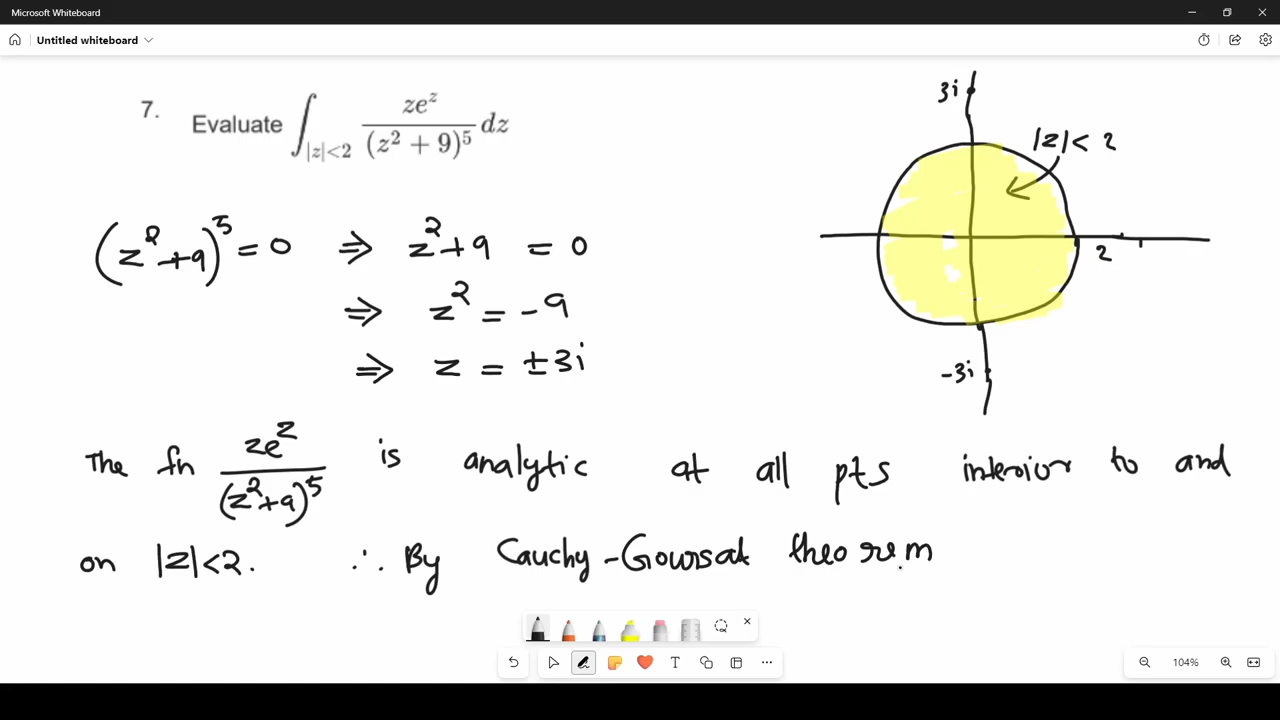 Microsoft Whiteboard
Untitled whiteboard
7. Evaluate ∫_{|z|<2} ze^z/(z^2 + 9)^5 dz
3i
|z| < 2
2
-3i
(z^2+9)^5 = 0 ⇒ z^2+9 = 0
⇒ z^2 = -9
⇒ z = ±3i
The fn ze^z/(z^2+9)^5 is analytic at all pts interior to and
on |z|<2. ∴ By Cauchy-Goursat theorem
104%